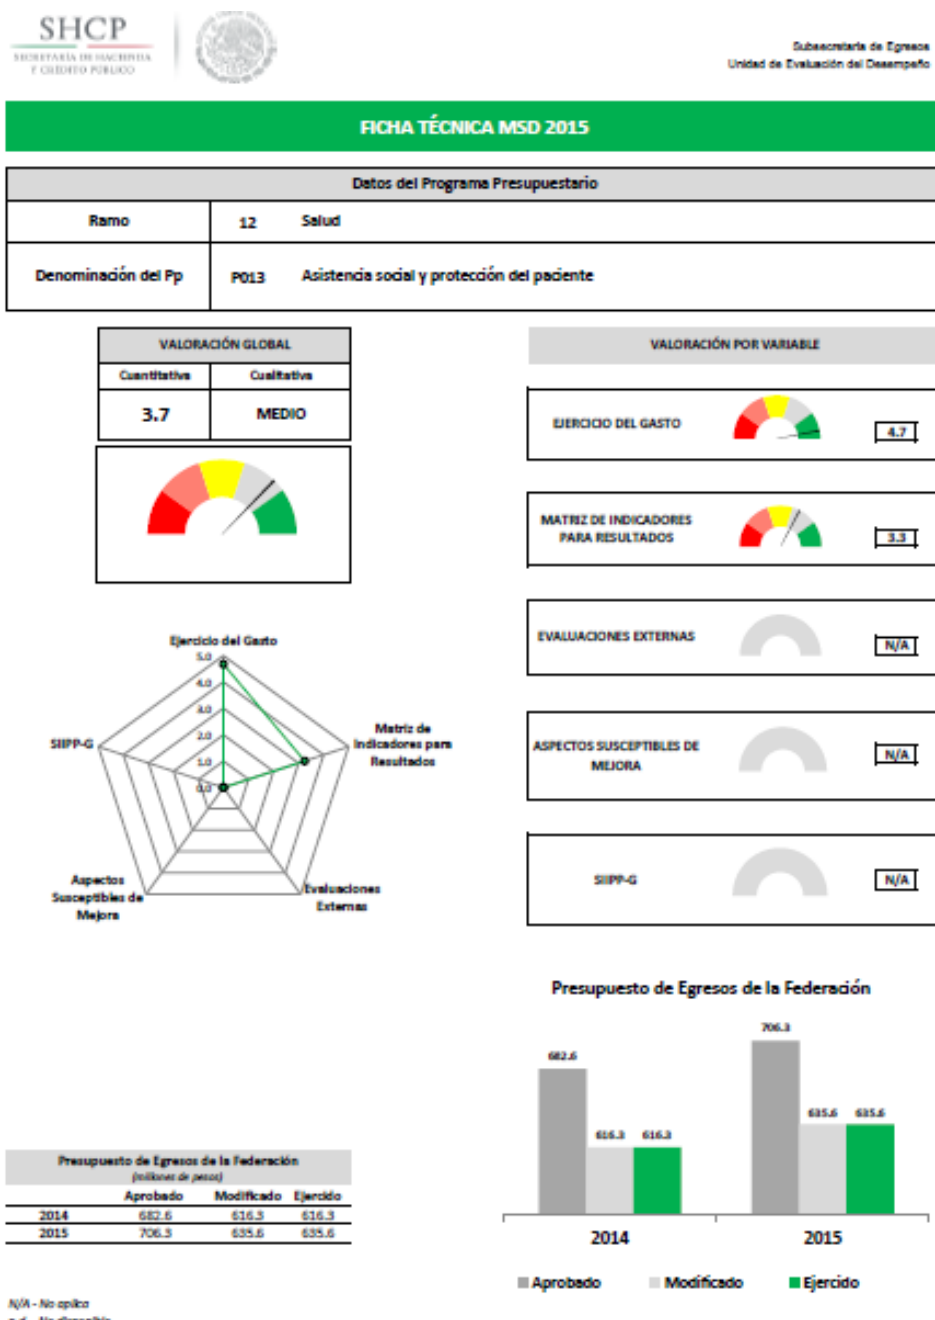 SHCP
SECRETARÍA DE HACIENDA
Y CRÉDITO PÚBLICO
Subsecretaría de Egresos
Unidad de Evaluación del Desempeño
FICHA TÉCNICA MSD 2015
Datos del Programa Presupuestario
Ramo 12 Salud
Denominación del Pp P013 Asistencia social y protección del paciente
VALORACIÓN GLOBAL
Cuantitativa Cualitativa
3.7 MEDIO
VALORACIÓN POR VARIABLE
EJERCICIO DEL GASTO 4.7
MATRIZ DE INDICADORES
PARA RESULTADOS 3.3
EVALUACIONES EXTERNAS N/A
ASPECTOS SUSCEPTIBLES DE
MEJORA N/A
SIIPP-G N/A
Ejercicio del Gasto
5.0
4.0
3.0
2.0
1.0
0.0
Matriz de
Indicadores para
Resultados
SIIPP-G
Aspectos
Susceptibles de
Mejora
Evaluaciones
Externas
Presupuesto de Egresos de la Federación
706.3
682.6
635.6 635.6
616.3 616.3
2014 2015
Aprobado Modificado Ejercido
Presupuesto de Egresos de la Federación
(millones de pesos)
Aprobado Modificado Ejercido
2014 682.6 616.3 616.3
2015 706.3 635.6 635.6
N/A - No aplica